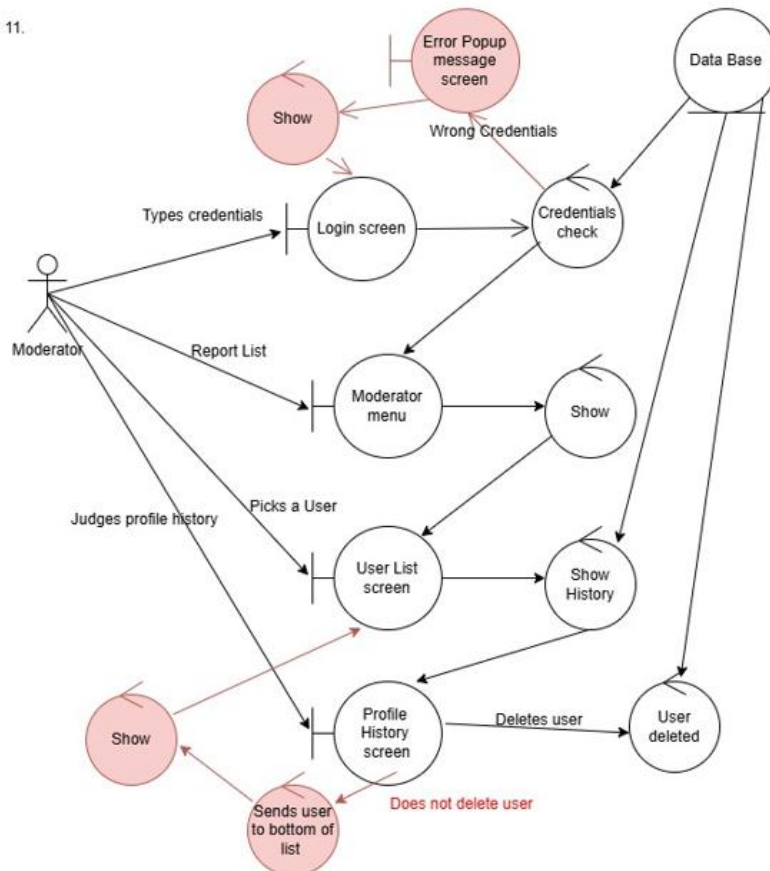 11.
Error Popup
message
screen
Data Base
Show
Wrong Credentials
Types credentials
Login screen
Credentials
check
Moderator
Report List
Moderator
menu
Show
Picks a User
Judges profile history
User List
screen
Show
History
Profile
History
screen
Deletes user
User
deleted
Show
Does not delete user
Sends user
to bottom of
list